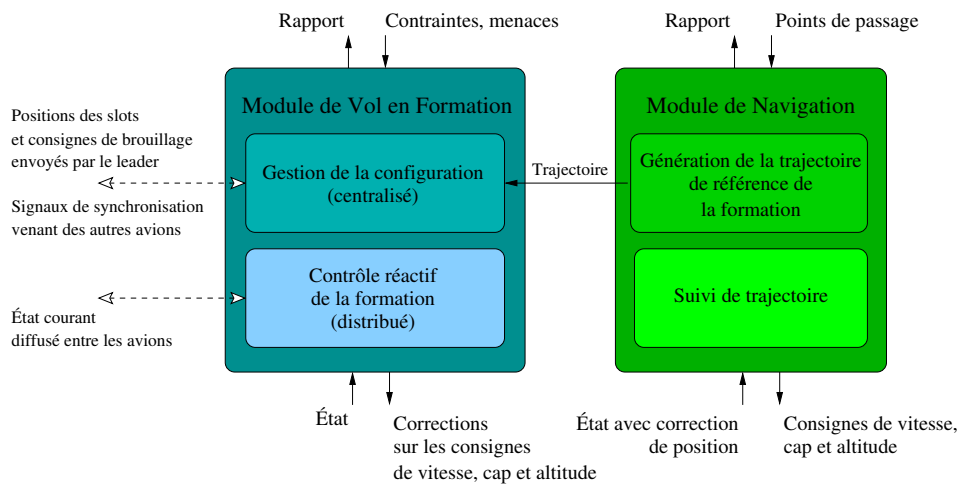 Rapport
Contraintes, menaces
Rapport
Points de passage
Module de Vol en Formation
Module de Navigation
Positions des slots
et consignes de brouillage
envoyés par le leader
Signaux de synchronisation
venant des autres avions
Gestion de la configuration
(centralisé)
Trajectoire
Génération de la trajectoire
de référence de
la formation
Contrôle réactif
de la formation
(distribué)
Suivi de trajectoire
État courant
diffusé entre les avions
État
Corrections
sur les consignes
de vitesse, cap et altitude
État avec correction
de position
Consignes de vitesse,
cap et altitude